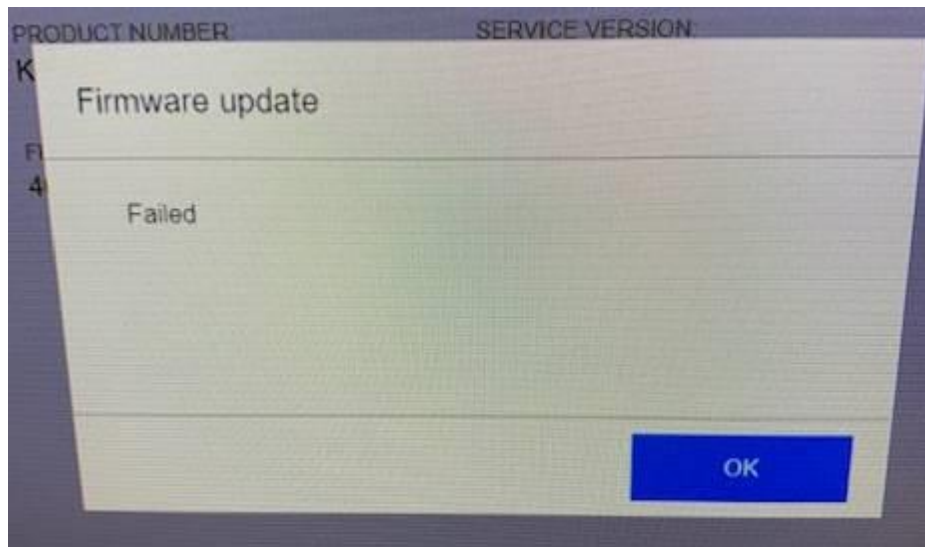 PRODUCT NUMBER: SERVICE VERSION:
K
Firmware update
Failed
OK